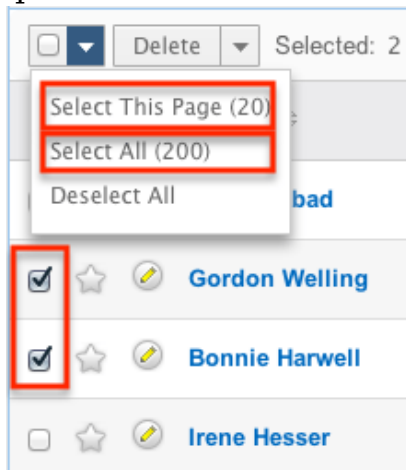 Delete Selected: 2
Select This Page (20)
Select All (200)
Deselect All
bad
Gordon Welling
Bonnie Harwell
Irene Hesser